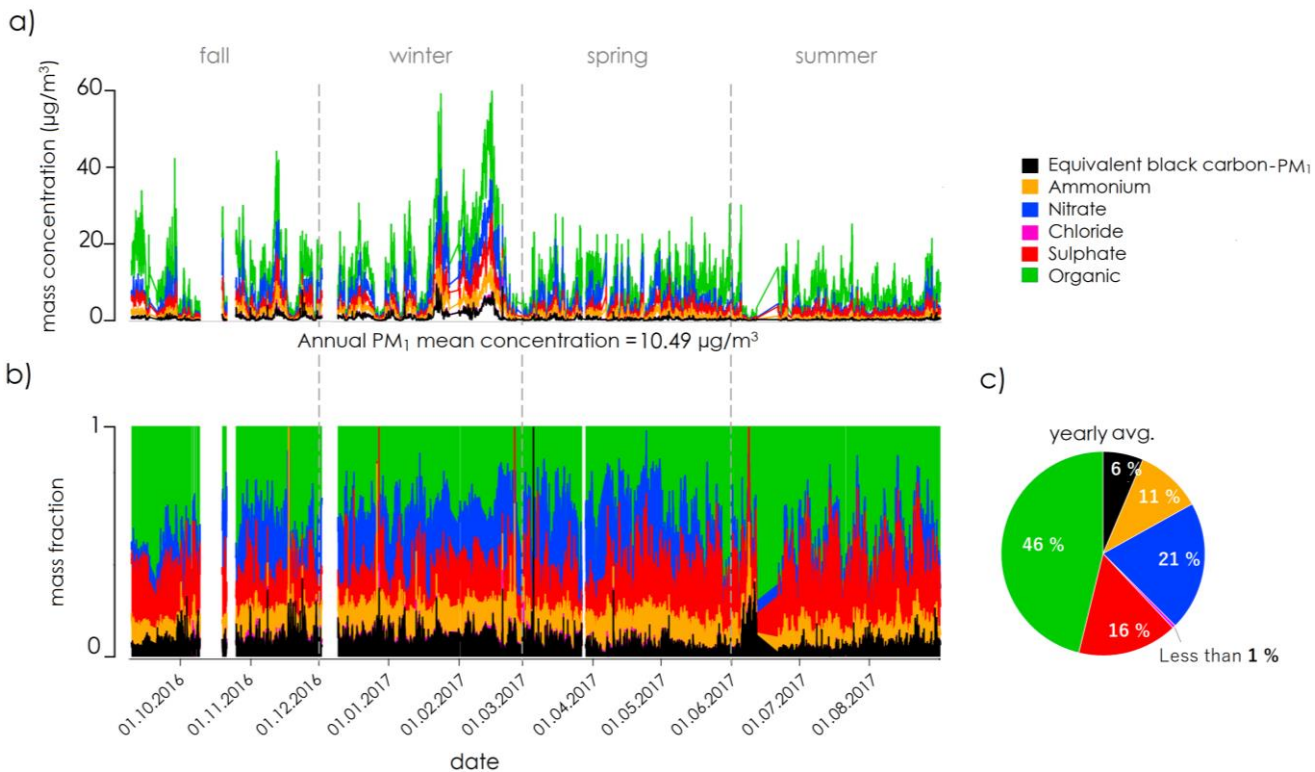 a)
fall winter spring summer
mass concentration (µg/m³)
60
40
20
0
Equivalent black carbon-PM₁
Ammonium
Nitrate
Chloride
Sulphate
Organic
Annual PM₁ mean concentration = 10.49 µg/m³
b)
mass fraction
1
0
01.10.2016
01.11.2016
01.12.2016
01.01.2017
01.02.2017
01.03.2017
01.04.2017
01.05.2017
01.06.2017
01.07.2017
01.08.2017
date
c)
yearly avg.
6 %
11 %
46 %
21 %
16 %
Less than 1 %